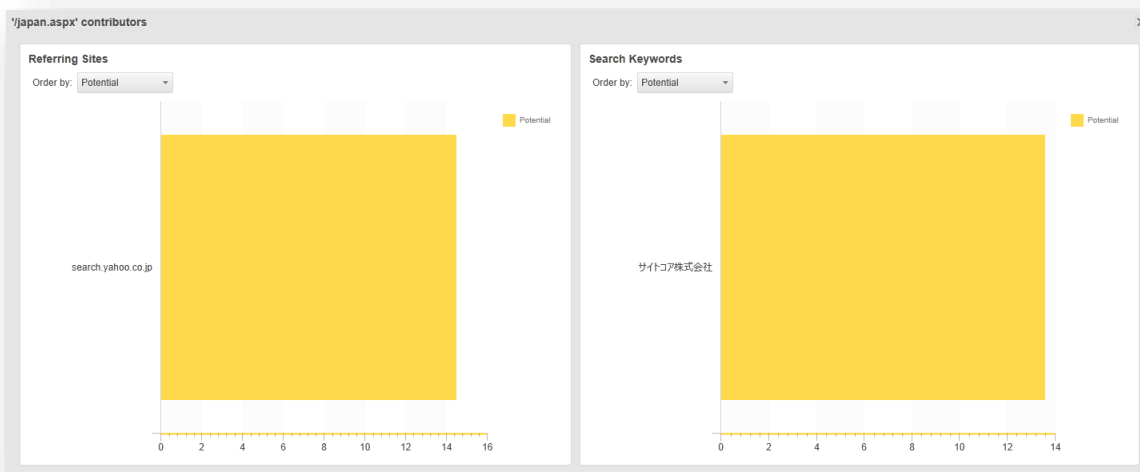 '/japan.aspx' contributors
Referring Sites
Order by: Potential
Potential
search.yahoo.co.jp
0 2 4 6 8 10 12 14 16
Search Keywords
Order by: Potential
Potential
サイトコア株式会社
0 2 4 6 8 10 12 14